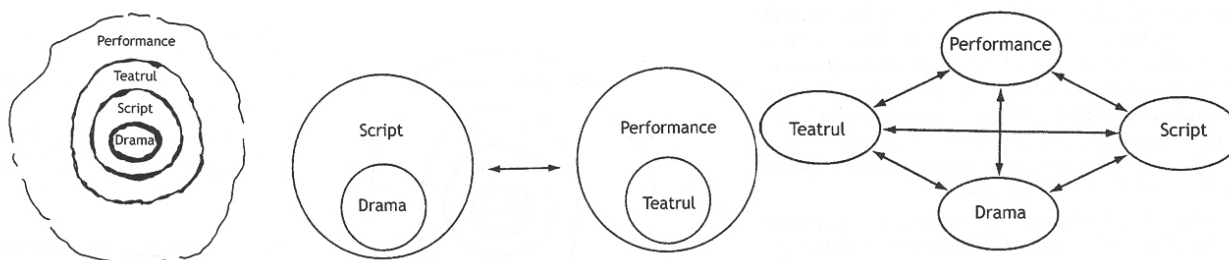 Performance
Teatrul
Script
Drama
Script
Drama
Performance
Teatrul
Performance
Teatrul
Script
Drama